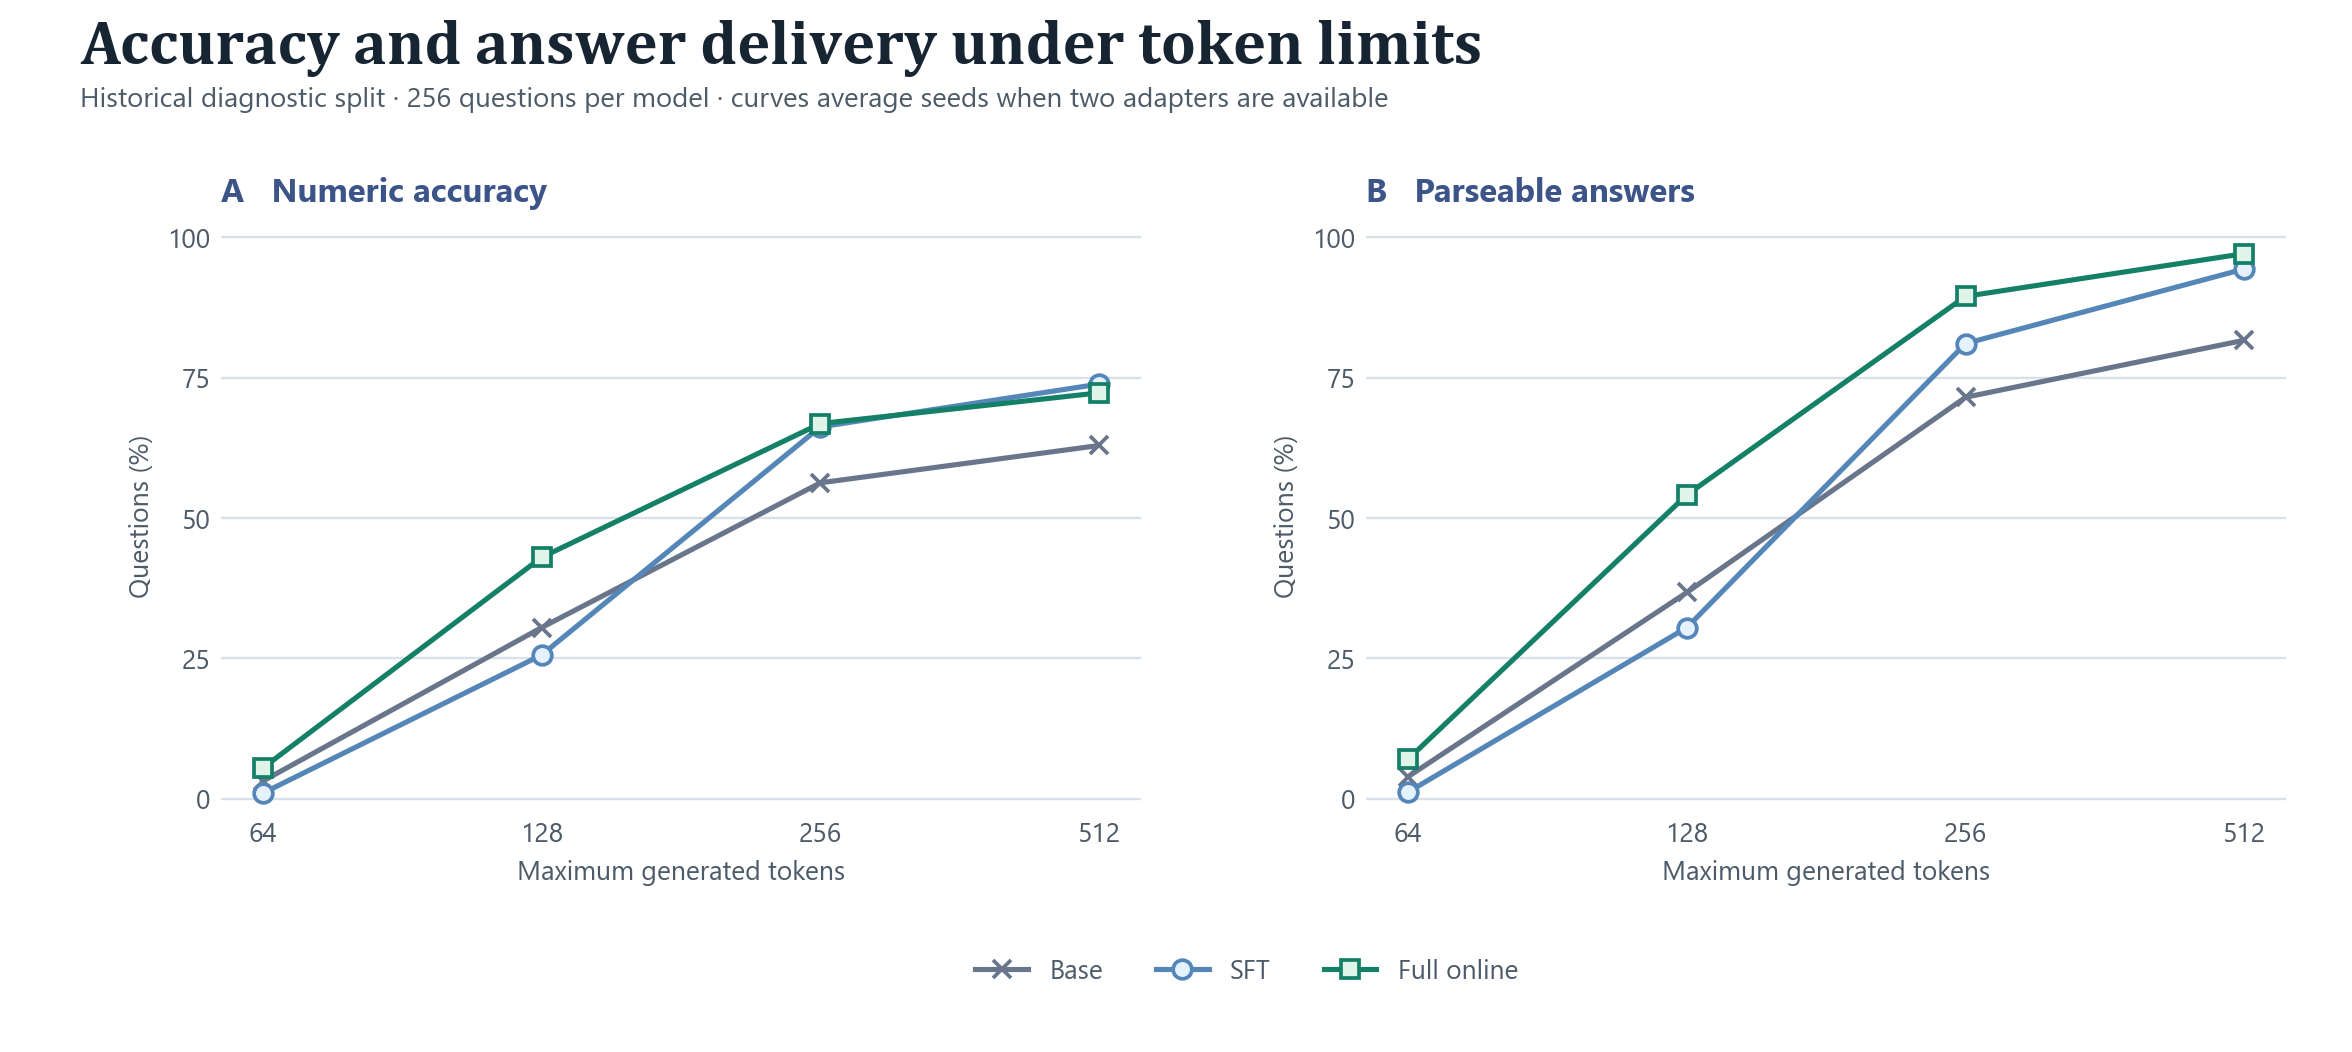 Accuracy and answer delivery under token limits
Historical diagnostic split · 256 questions per model · curves average seeds when two adapters are available
A Numeric accuracy
100
75
50
25
0
Questions (%)
64 128 256 512
Maximum generated tokens
B Parseable answers
100
75
50
25
0
Questions (%)
64 128 256 512
Maximum generated tokens
Base SFT Full online